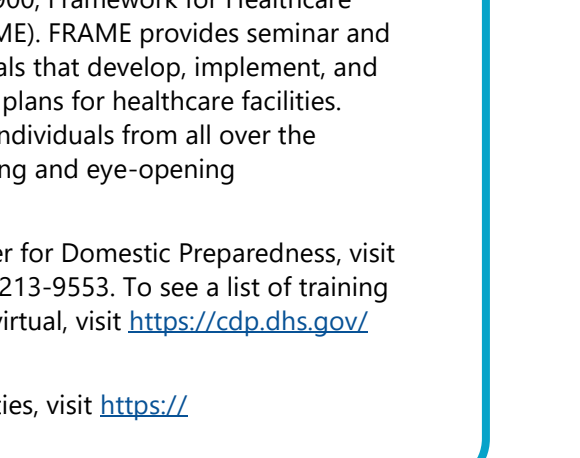 900, Framework for Healthcare
ME). FRAME provides seminar and
als that develop, implement, and
plans for healthcare facilities.
ndividuals from all over the
ng and eye-opening
er for Domestic Preparedness, visit
213-9553. To see a list of training
virtual, visit https://cdp.dhs.gov/
ties, visit https://